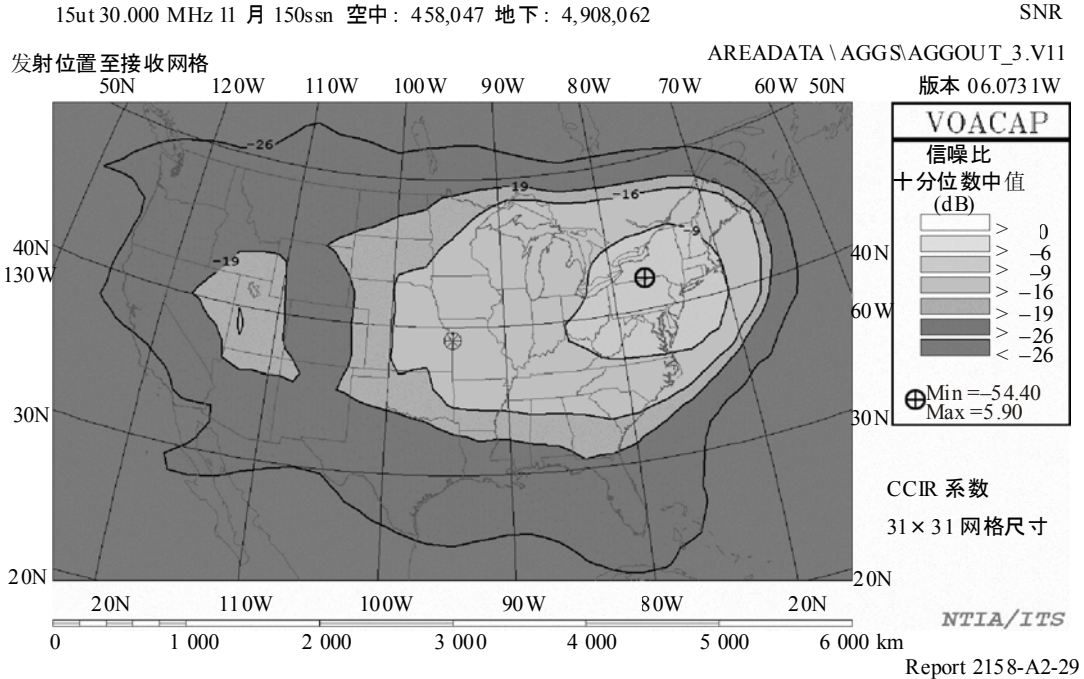 15ut 30.000 MHz 11 月 150ssn 空中: 458,047 地下: 4,908,062 SNR
发射位置至接收网格 AREADATA \ AGGS\AGGOUT_3.V11
50N 120W 110W 100W 90W 80W 70W 60W 50N 版本 06.0731W
VOACAP
信噪比
十分位数中值
(dB)
> 0
> –6
> –9
> –16
> –19
> –26
< –26
Min =–54.40
Max =5.90
-26
-19
-16
-9
-19
40N 40N
130W 60W
30N 30N
CCIR 系数
31 × 31 网格尺寸
20N 20N
20N 110W 100W 90W 80W 20N
NTIA/ITS
0 1 000 2 000 3 000 4 000 5 000 6 000 km
Report 2158-A2-29